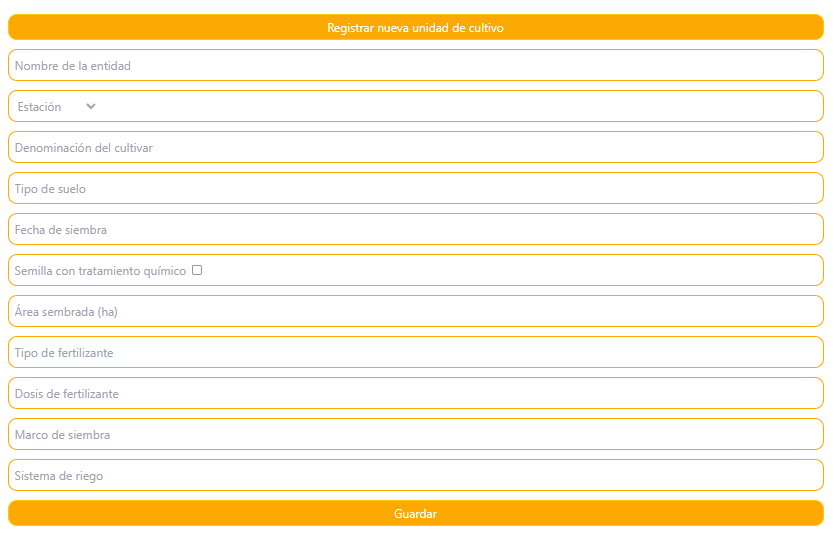 Registrar nueva unidad de cultivo
Nombre de la entidad
Estación
Denominación del cultivar
Tipo de suelo
Fecha de siembra
Semilla con tratamiento químico
Área sembrada (ha)
Tipo de fertilizante
Dosis de fertilizante
Marco de siembra
Sistema de riego
Guardar